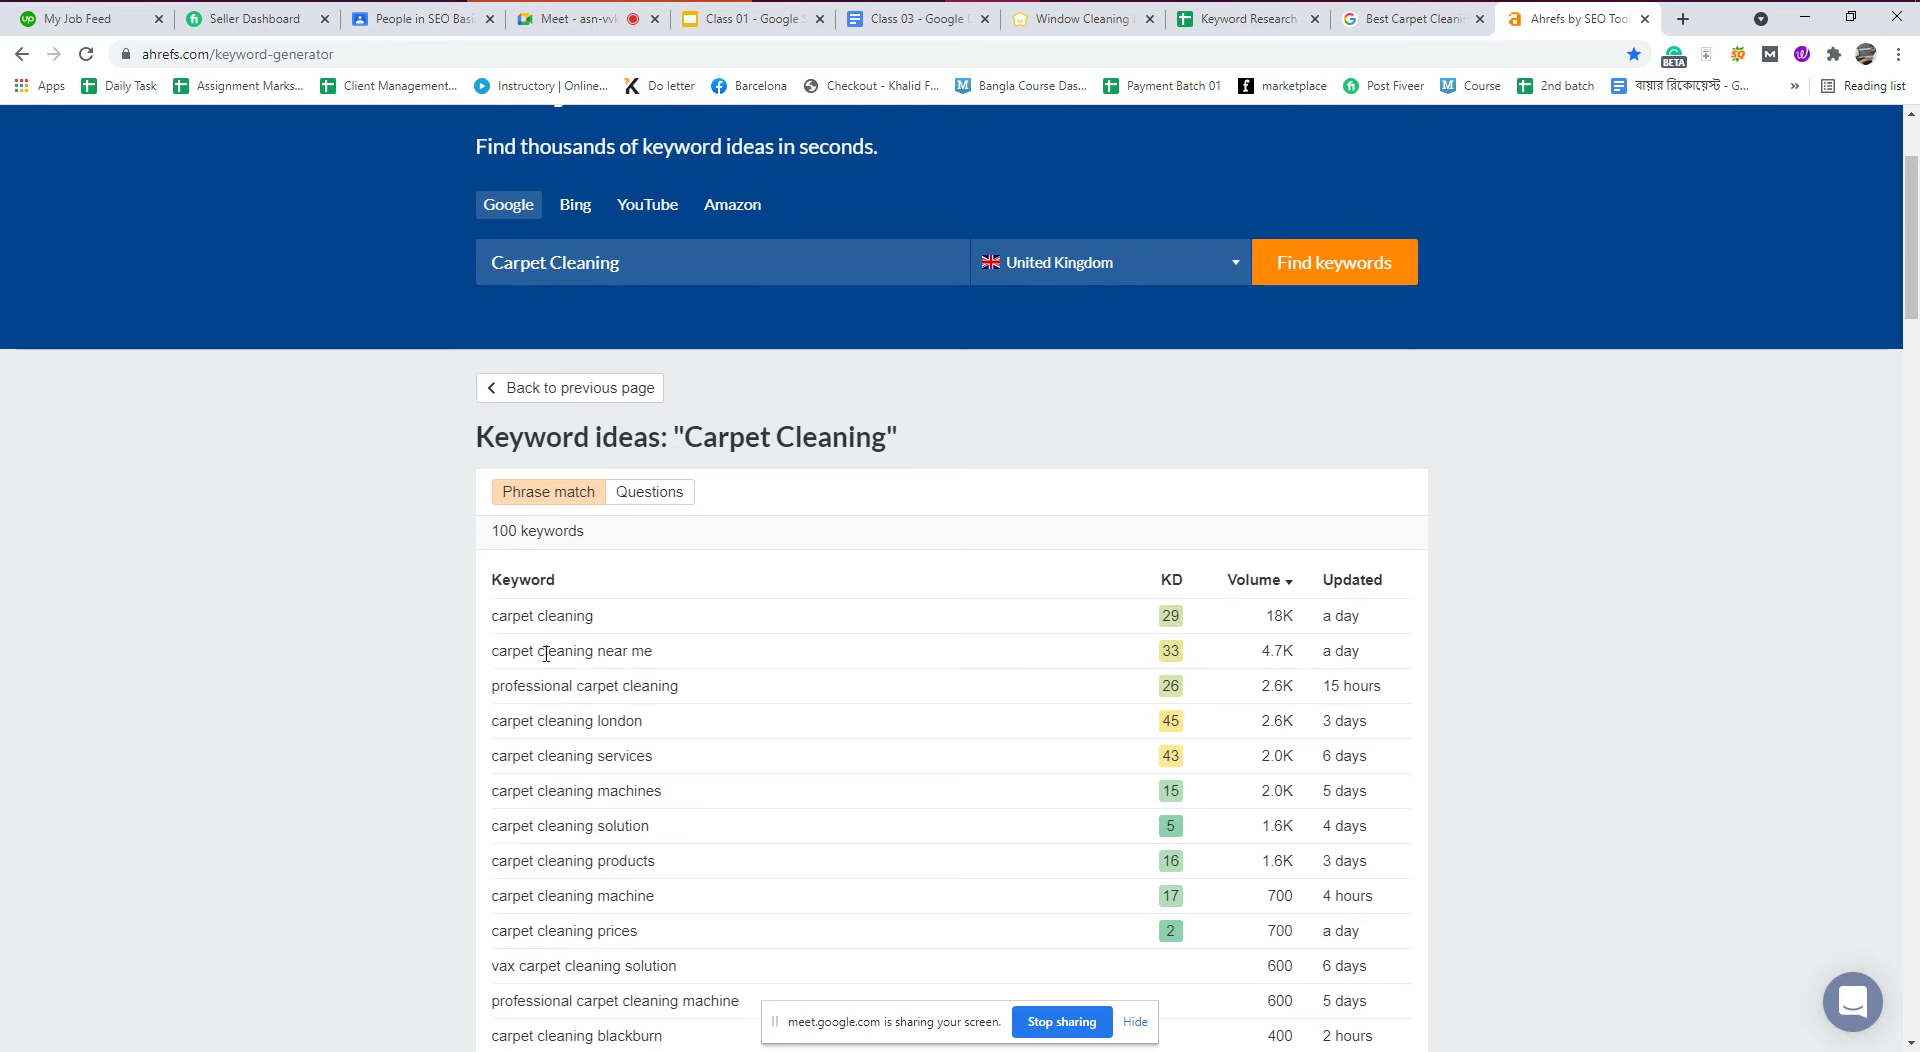 My Job Feed
Seller Dashboard
People in SEO Basi
Meet - asn-vvk
Class 01 - Google S
Class 03 - Google D
Window Cleaning
Keyword Research
Best Carpet Cleani
Ahrefs by SEO Too
ahrefs.com/keyword-generator
BETA
Apps
Daily Task
Assignment Marks...
Client Management...
Instructory | Online...
Do letter
Barcelona
Checkout - Khalid F...
Bangla Course Das...
Payment Batch 01
marketplace
Post Fiveer
Course
2nd batch
বায়ার রিকোয়েস্ট - G...
»
Reading list
Find thousands of keyword ideas in seconds.
Google Bing YouTube Amazon
Carpet Cleaning United Kingdom Find keywords
Back to previous page
Keyword ideas: "Carpet Cleaning"
Phrase match Questions
100 keywords
Keyword KD Volume Updated
carpet cleaning 29 18K a day
carpet cleaning near me 33 4.7K a day
professional carpet cleaning 26 2.6K 15 hours
carpet cleaning london 45 2.6K 3 days
carpet cleaning services 43 2.0K 6 days
carpet cleaning machines 15 2.0K 5 days
carpet cleaning solution 5 1.6K 4 days
carpet cleaning products 16 1.6K 3 days
carpet cleaning machine 17 700 4 hours
carpet cleaning prices 2 700 a day
vax carpet cleaning solution 600 6 days
professional carpet cleaning machine 600 5 days
meet.google.com is sharing your screen. Stop sharing Hide
carpet cleaning blackburn 400 2 hours